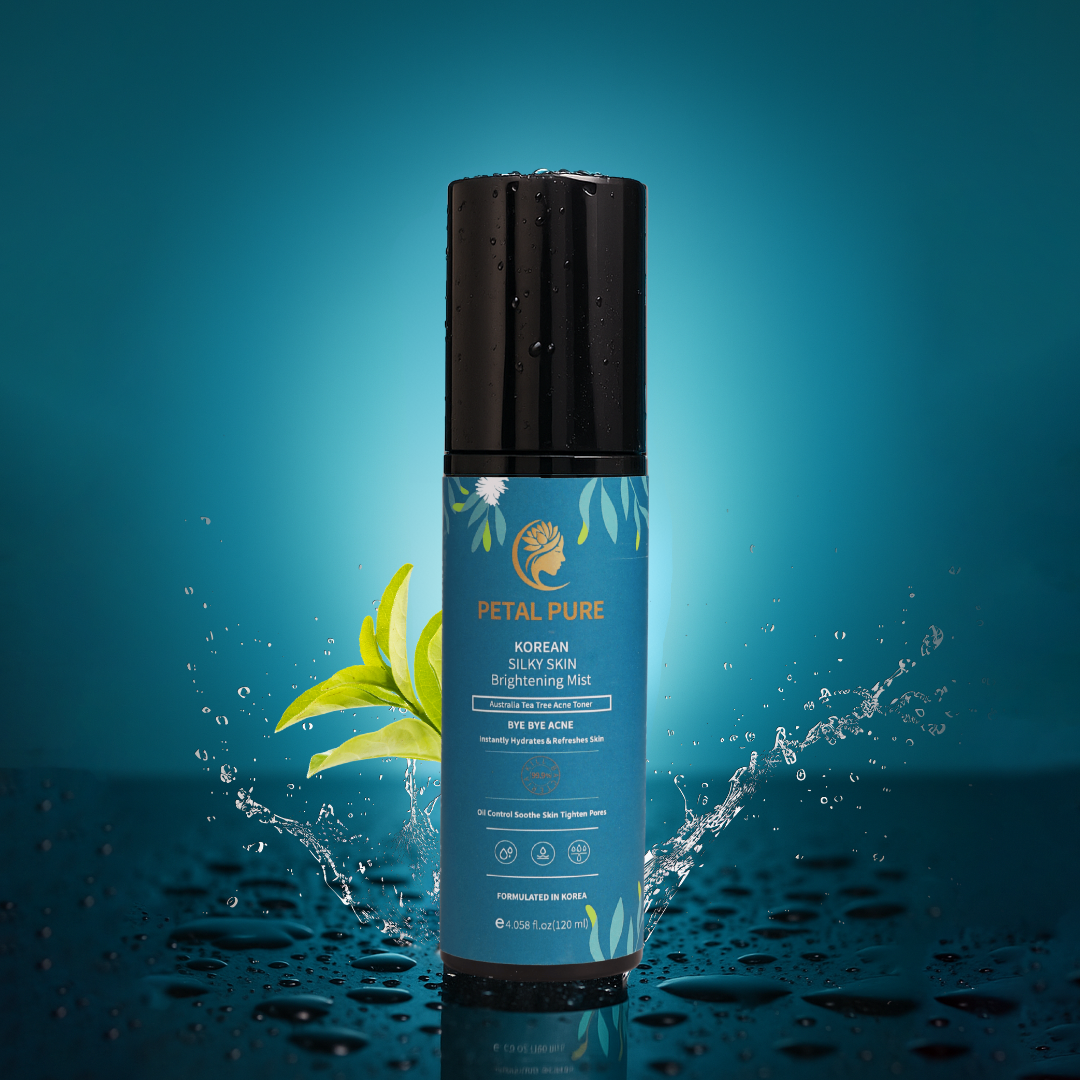 PETAL PURE
KOREAN
SILKY SKIN
Brightening Mist
Australia Tea Tree Acne Toner
BYE BYE ACNE
Instantly Hydrates & Refreshes Skin
Oil Control Soothe Skin Tighten Pores
FORMULATED IN KOREA
e 4.058 fl.oz(120 ml)